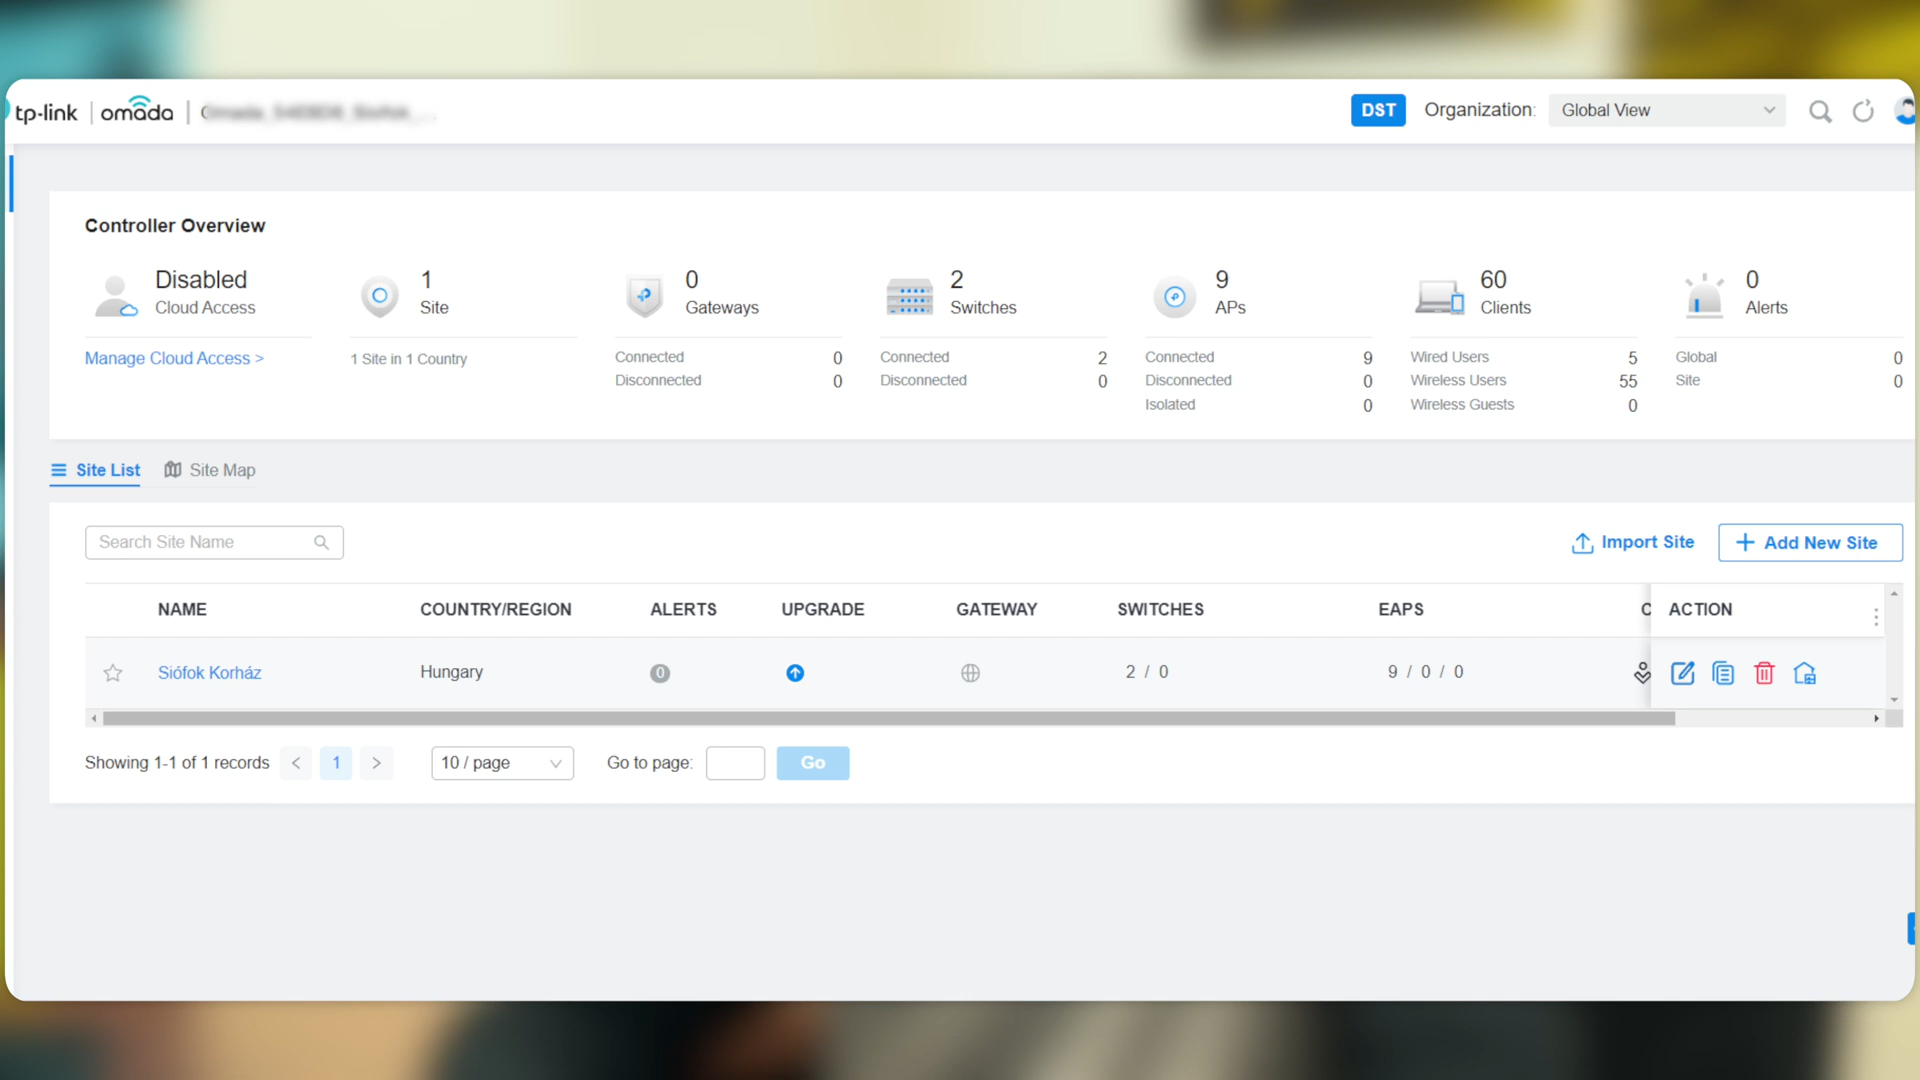 tp-link | omada |
DST Organization: Global View
Controller Overview
Disabled
Cloud Access
Manage Cloud Access >
1
Site
1 Site in 1 Country
0
Gateways
Connected 0
Disconnected 0
2
Switches
Connected 2
Disconnected 0
9
APs
Connected 9
Disconnected 0
Isolated 0
60
Clients
Wired Users 5
Wireless Users 55
Wireless Guests 0
0
Alerts
Global 0
Site 0
Site List Site Map
Search Site Name Import Site + Add New Site
NAME COUNTRY/REGION ALERTS UPGRADE GATEWAY SWITCHES EAPS C ACTION
Siófok Korház Hungary 0 2 / 0 9 / 0 / 0
Showing 1-1 of 1 records < 1 > 10 / page Go to page: Go